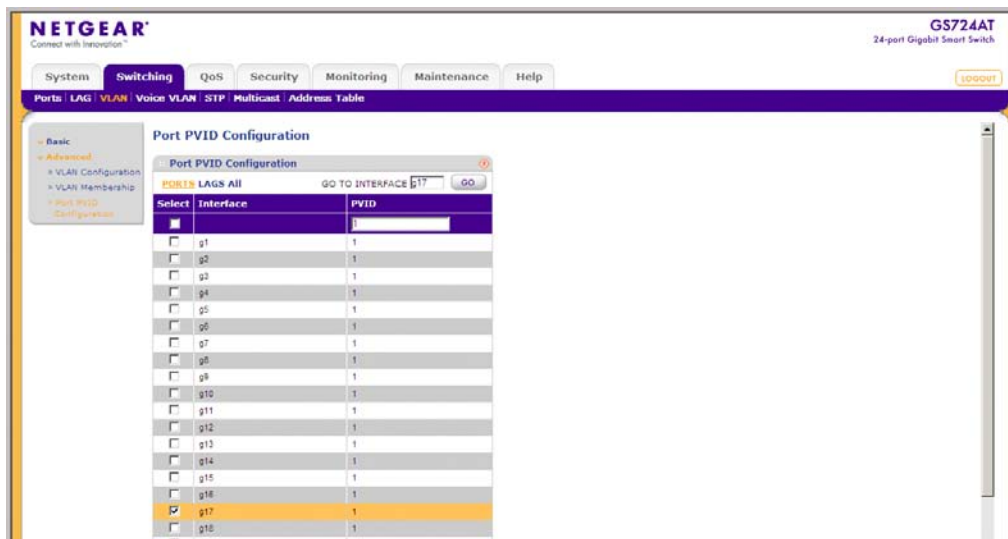 NETGEAR
Connect with Innovation™
GS724AT
24-port Gigabit Smart Switch
System Switching QoS Security Monitoring Maintenance Help
LOGOUT
Ports LAG VLAN Voice VLAN STP Multicast Address Table
Basic
Advanced
VLAN Configuration
VLAN Membership
Port PVID
Configuration
Port PVID Configuration
Port PVID Configuration
PORTS LAGS All GO TO INTERFACE g17 GO
Select Interface PVID
1
g1 1
g2 1
g3 1
g4 1
g5 1
g6 1
g7 1
g8 1
g9 1
g10 1
g11 1
g12 1
g13 1
g14 1
g15 1
g16 1
g17 1
g18 1